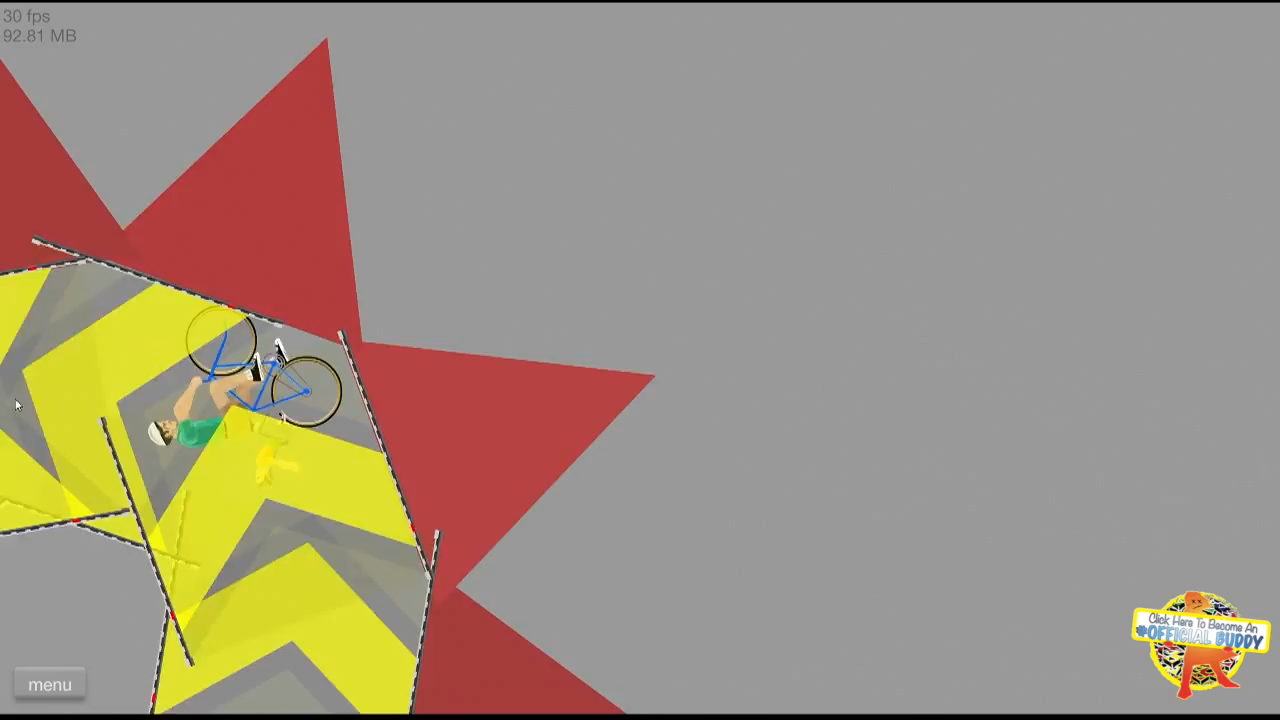 30 fps
92.81 MB
menu
Click Here To Become An
#OFFICIAL BUDDY